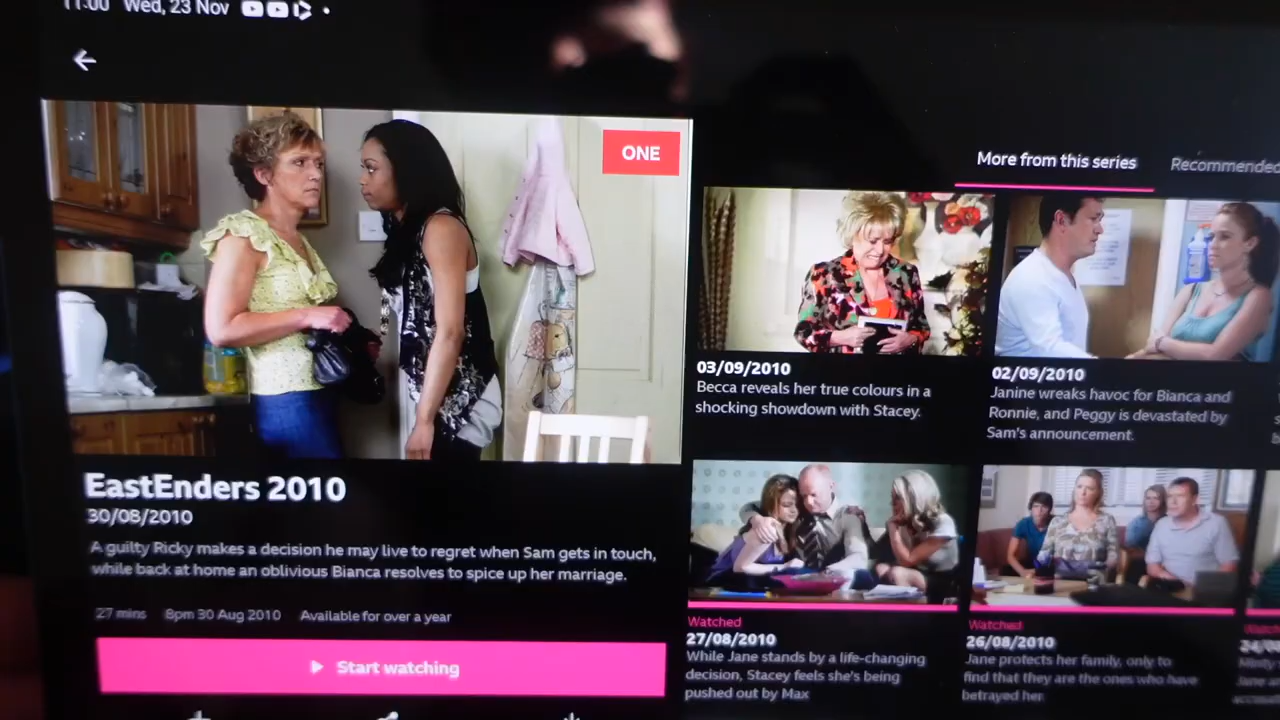 11:00 Wed, 23 Nov
ONE
More from this series
Recommended
EastEnders 2010
30/08/2010
A guilty Ricky makes a decision he may live to regret when Sam gets in touch,
while back at home an oblivious Bianca resolves to spice up her marriage.
27 mins 8pm 30 Aug 2010 Available for over a year
Start watching
03/09/2010
Becca reveals her true colours in a
shocking showdown with Stacey.
02/09/2010
Janine wreaks havoc for Bianca and
Ronnie, and Peggy is devastated by
Sam's announcement.
Watched
27/08/2010
While Jane stands by a life-changing
decision, Stacey feels she's being
pushed out by Max
Watched
26/08/2010
Jane protects her family, only to
find that they are the ones who have
betrayed her